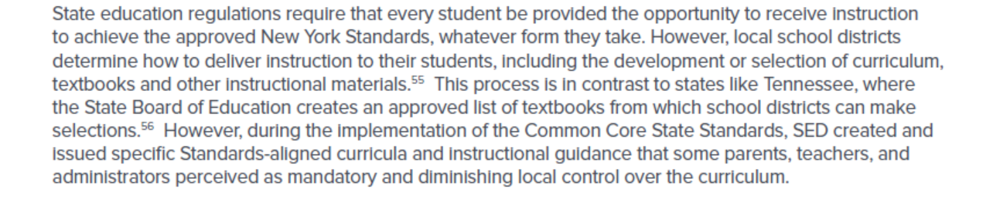 State education regulations require that every student be provided the opportunity to receive instruction
to achieve the approved New York Standards, whatever form they take. However, local school districts
determine how to deliver instruction to their students, including the development or selection of curriculum,
textbooks and other instructional materials.55 This process is in contrast to states like Tennessee, where
the State Board of Education creates an approved list of textbooks from which school districts can make
selections.56 However, during the implementation of the Common Core State Standards, SED created and
issued specific Standards-aligned curricula and instructional guidance that some parents, teachers, and
administrators perceived as mandatory and diminishing local control over the curriculum.